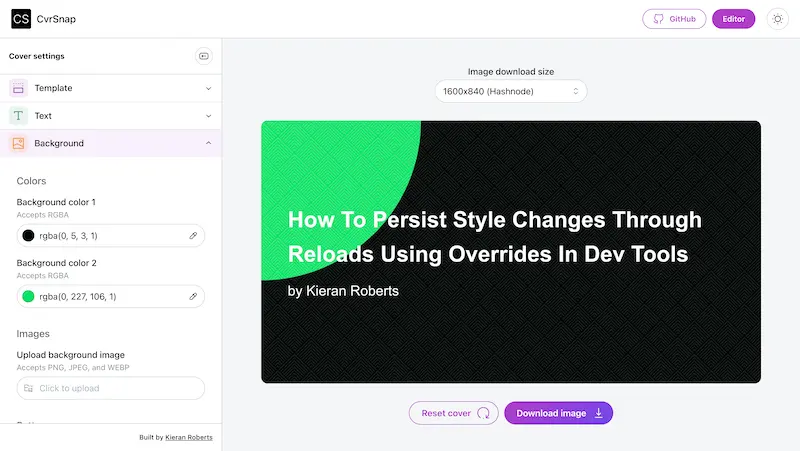 CS CvrSnap
GitHub
Editor
Cover settings
Template
Text
Background
Colors
Background color 1
Accepts RGBA
rgba(0, 5, 3, 1)
Background color 2
Accepts RGBA
rgba(0, 227, 106, 1)
Images
Upload background image
Accepts PNG, JPEG, and WEBP
Click to upload
Built by Kieran Roberts
Image download size
1600x840 (Hashnode)
How To Persist Style Changes Through
Reloads Using Overrides In Dev Tools
by Kieran Roberts
Reset cover
Download image